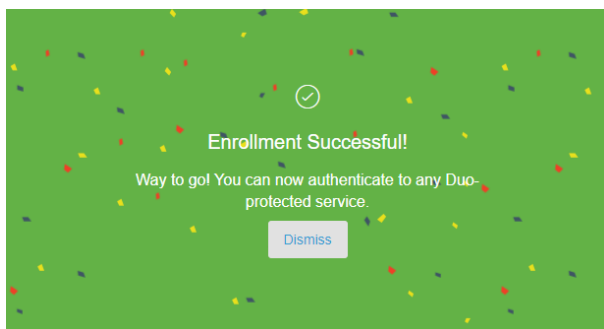 Enrollment Successful!
Way to go! You can now authenticate to any Duo-
protected service.
Dismiss